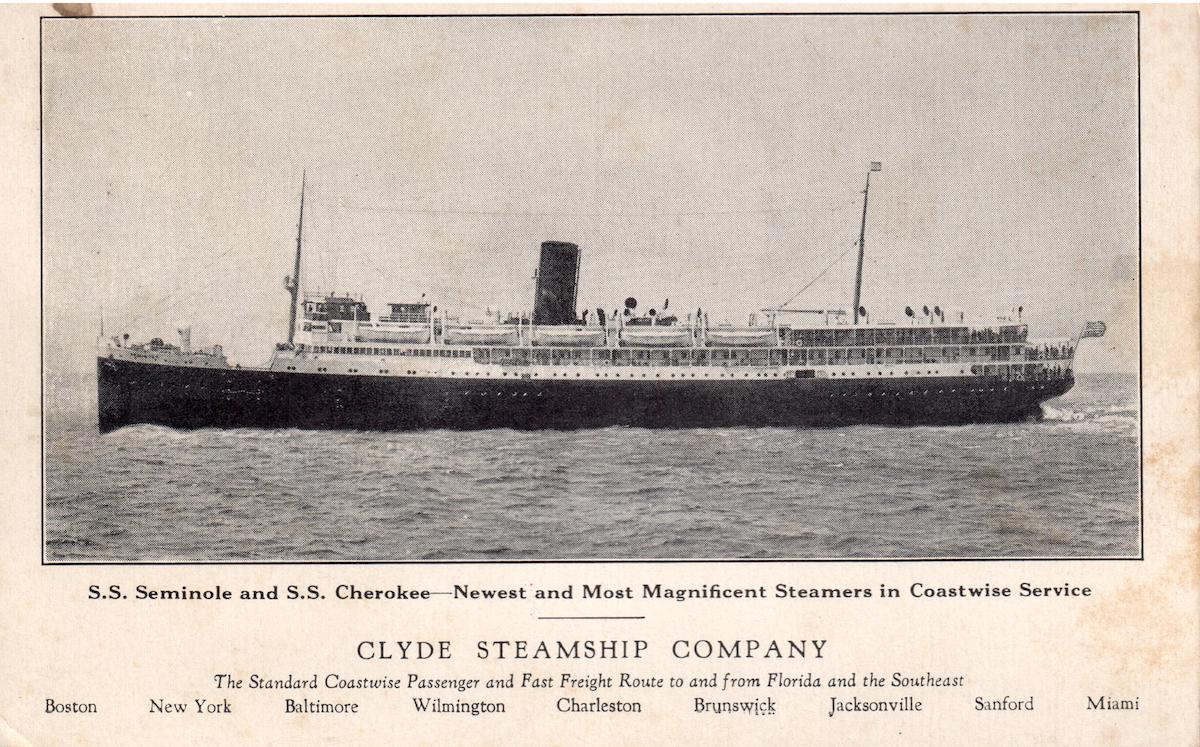 S.S. Seminole and S.S. Cherokee—Newest and Most Magnificent Steamers in Coastwise Service
CLYDE STEAMSHIP COMPANY
The Standard Coastwise Passenger and Fast Freight Route to and from Florida and the Southeast
Boston New York Baltimore Wilmington Charleston Brunswick Jacksonville Sanford Miami